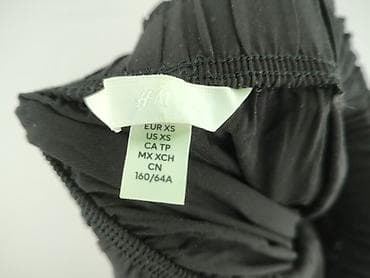 H&M
EUR XS
US XS
CA TP
MX XCH
CN
160/64A